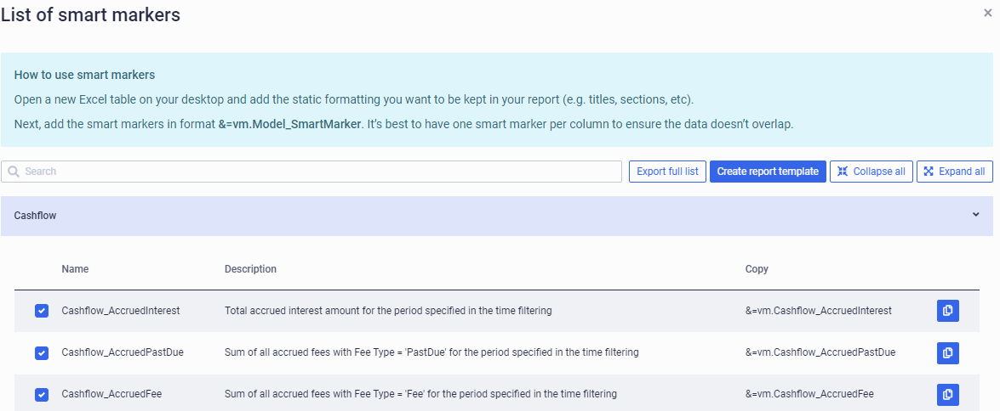 List of smart markers
How to use smart markers
Open a new Excel table on your desktop and add the static formatting you want to be kept in your report (e.g. titles, sections, etc).
Next, add the smart markers in format &=vm.Model_SmartMarker. It's best to have one smart marker per column to ensure the data doesn't overlap.
Search Export full list Create report template Collapse all Expand all
Cashflow
Name Description Copy
Cashflow_AccruedInterest Total accrued interest amount for the period specified in the time filtering &=vm.Cashflow_AccruedInterest
Cashflow_AccruedPastDue Sum of all accrued fees with Fee Type = 'PastDue' for the period specified in the time filtering &=vm.Cashflow_AccruedPastDue
Cashflow_AccruedFee Sum of all accrued fees with Fee Type = 'Fee' for the period specified in the time filtering &=vm.Cashflow_AccruedFee